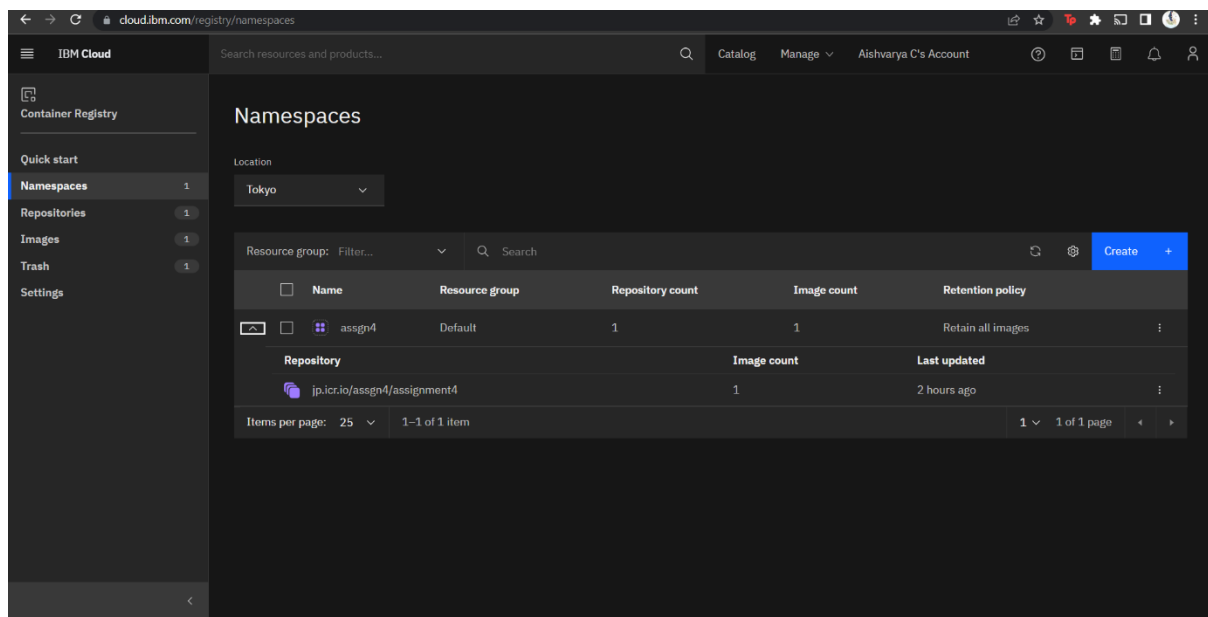 cloud.ibm.com/registry/namespaces
Tp
IBM Cloud
Search resources and products...
Catalog
Manage
Aishvarya C's Account
Container Registry
Quick start
Namespaces 1
Repositories 1
Images 1
Trash 1
Settings
Namespaces
Location
Tokyo
Resource group: Filter... Search Create +
Name Resource group Repository count Image count Retention policy
assgn4 Default 1 1 Retain all images
Repository Image count Last updated
jp.icr.io/assgn4/assignment4 1 2 hours ago
Items per page: 25 1–1 of 1 item 1 1 of 1 page